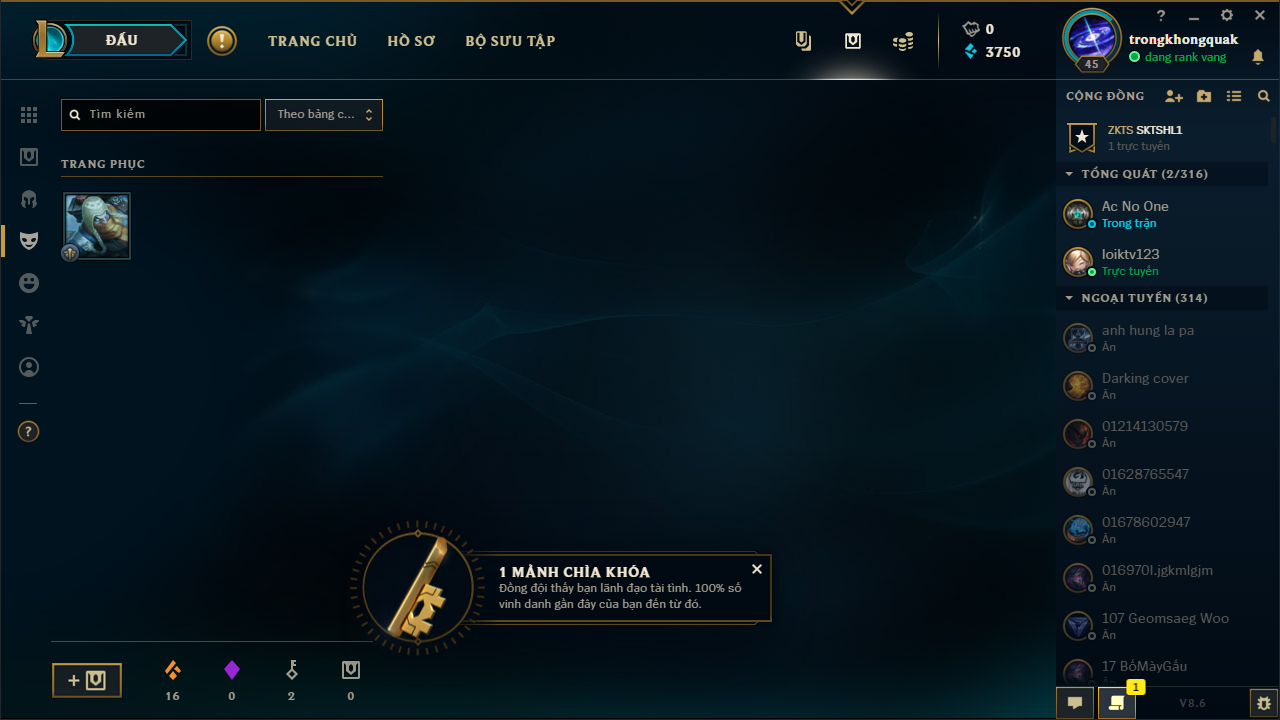 ĐẤU
TRANG CHỦ
HỒ SƠ
BỘ SƯU TẬP
0
3750
45
trongkhongquak
dang rank vang
Tìm kiếm
Theo bảng c...
TRANG PHỤC
CỘNG ĐỒNG
ZKTS SKTSHL1
1 trực tuyến
TỔNG QUÁT (2/316)
Ac No One
Trong trận
loiktv123
Trực tuyến
NGOẠI TUYẾN (314)
anh hung la pa
Ẩn
Darking cover
Ẩn
01214130579
Ẩn
01628765547
Ẩn
01678602947
Ẩn
016970l.jgkmlgjm
Ẩn
107 Geomsaeg Woo
Ẩn
17 BốMàyGấu
Ẩn
1 MẢNH CHÌA KHÓA
Đồng đội thấy bạn lãnh đạo tài tình. 100% số
vinh danh gần đây của bạn đến từ đó.
16
0
2
0
1
V8.6